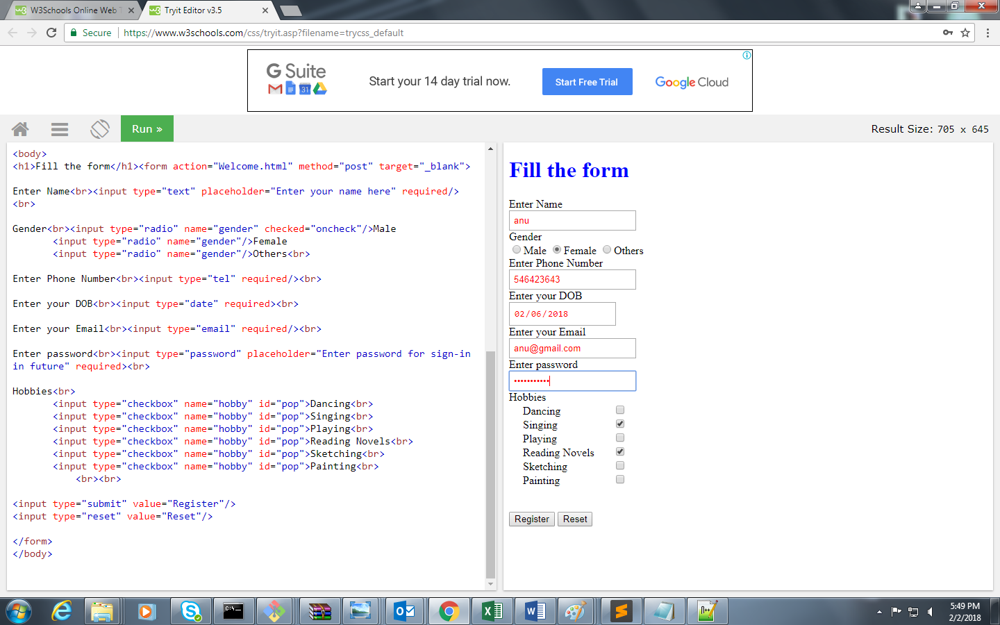 W3Schools Online Web T
Tryit Editor v3.5
Secure
https://www.w3schools.com/css/tryit.asp?filename=trycss_default
G Suite
31
Start your 14 day trial now.
Start Free Trial
Google Cloud
Run »
Result Size: 705 x 645
<body>
<h1>Fill the form</h1><form action="Welcome.html" method="post" target="_blank">
Enter Name<br><input type="text" placeholder="Enter your name here" required/>
<br>
Gender<br><input type="radio" name="gender" checked="oncheck"/>Male
<input type="radio" name="gender"/>Female
<input type="radio" name="gender"/>Others<br>
Enter Phone Number<br><input type="tel" required/><br>
Enter your DOB<br><input type="date" required><br>
Enter your Email<br><input type="email" required/><br>
Enter password<br><input type="password" placeholder="Enter password for sign-in
in future" required><br>
Hobbies<br>
<input type="checkbox" name="hobby" id="pop">Dancing<br>
<input type="checkbox" name="hobby" id="pop">Singing<br>
<input type="checkbox" name="hobby" id="pop">Playing<br>
<input type="checkbox" name="hobby" id="pop">Reading Novels<br>
<input type="checkbox" name="hobby" id="pop">Sketching<br>
<input type="checkbox" name="hobby" id="pop">Painting<br>
<br><br>
<input type="submit" value="Register"/>
<input type="reset" value="Reset"/>
</form>
</body>
Fill the form
Enter Name
anu
Gender
Male Female Others
Enter Phone Number
546423643
Enter your DOB
02/06/2018
Enter your Email
anu@gmail.com
Enter password
•••••••••••
Hobbies
Dancing
Singing
Playing
Reading Novels
Sketching
Painting
Register Reset
5:49 PM
2/2/2018